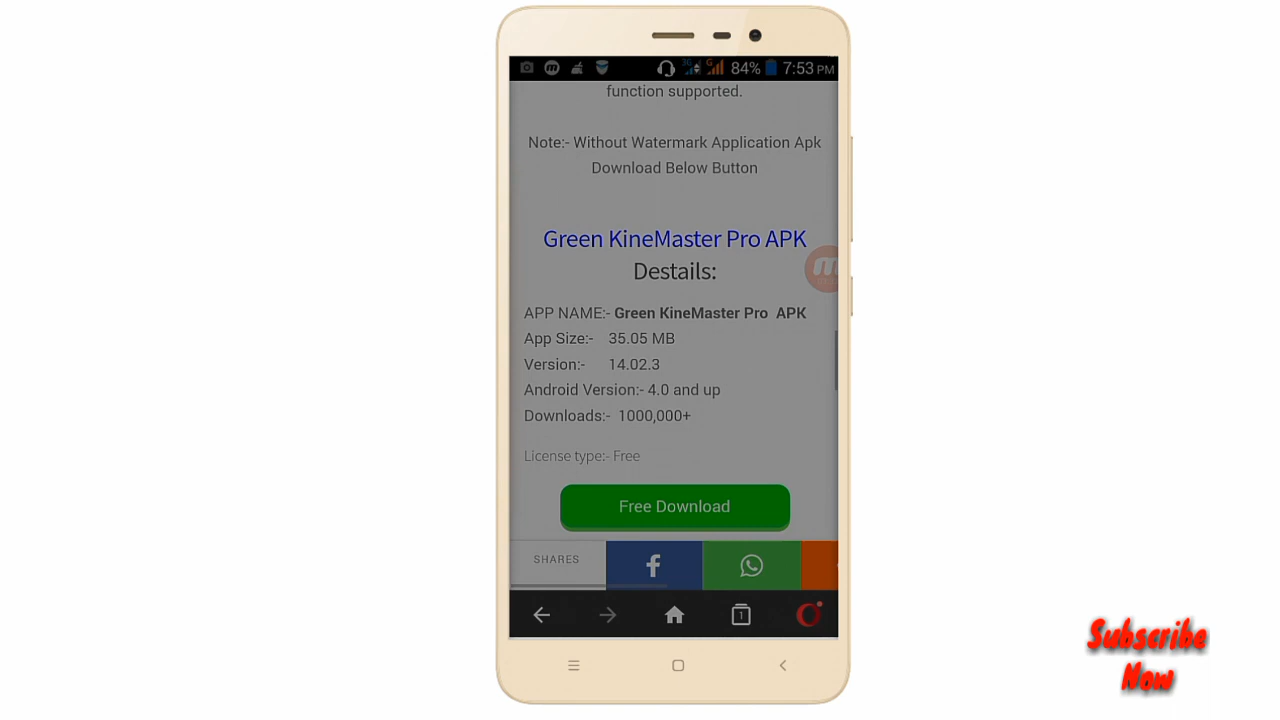 84% 7:53 PM
function supported.
Note:- Without Watermark Application Apk
Download Below Button
Green KineMaster Pro APK
Destails:
APP NAME:- Green KineMaster Pro APK
App Size:- 35.05 MB
Version:- 14.02.3
Android Version:- 4.0 and up
Downloads:- 1000,000+
License type:- Free
Free Download
SHARES
1
Subscribe
Now